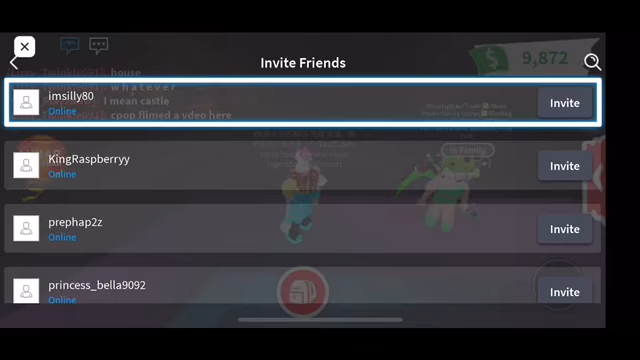 Invite Friends
9,872
house
w h a t e v e r
I mean castle
cpop flimed a vdeo here
imsilly80
Online
Invite
KingRaspberryy
Online
Invite
prephap2z
Online
Invite
princess_bella9092
Online
Invite